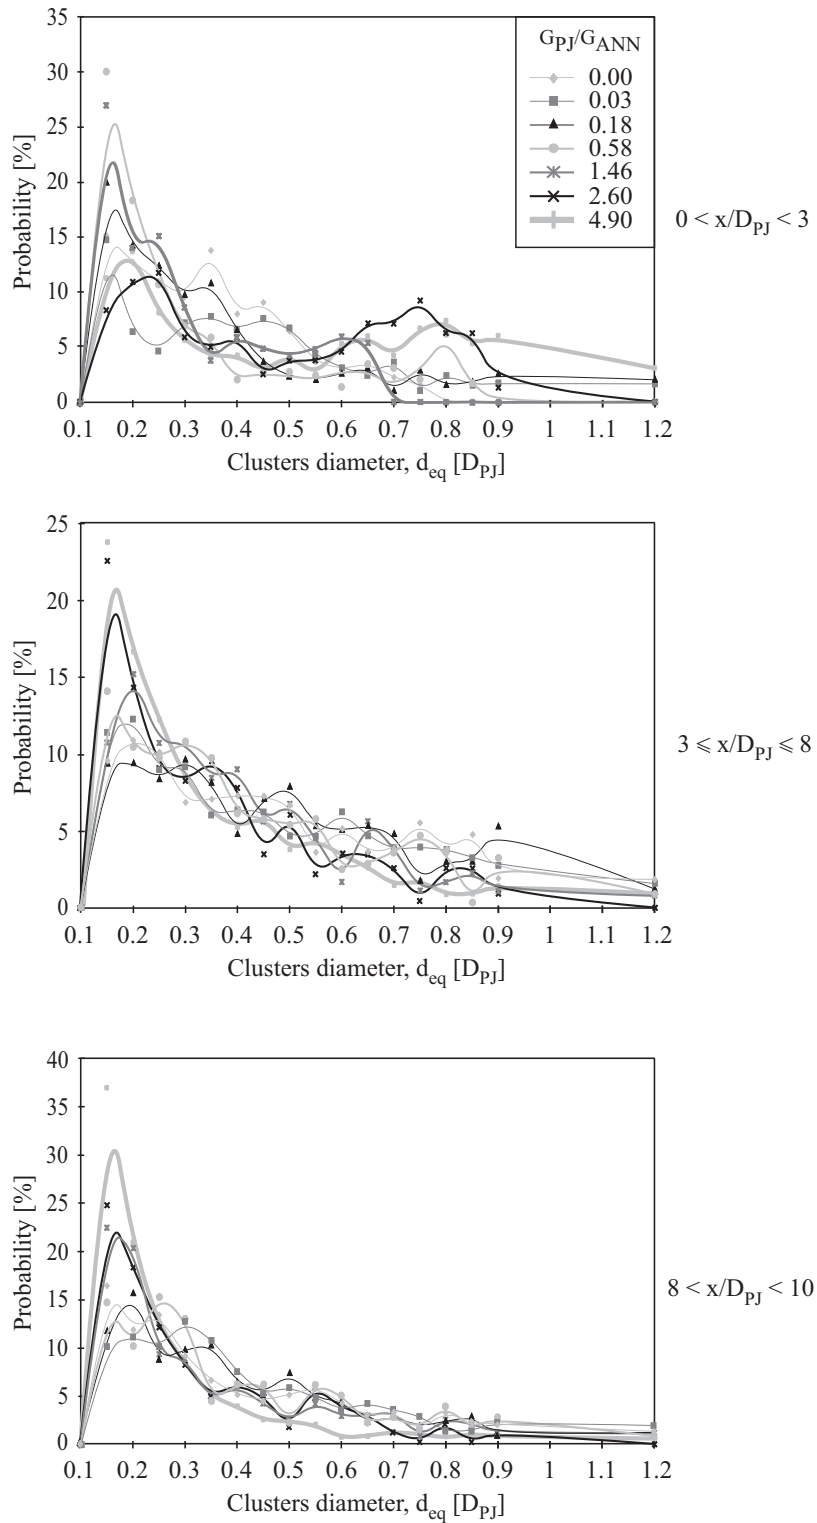 35
30
25
20
15
10
5
0
Probability [%]
G_PJ/G_ANN
0.00
0.03
0.18
0.58
1.46
2.60
4.90
0 < x/D_PJ < 3
0.1 0.2 0.3 0.4 0.5 0.6 0.7 0.8 0.9 1 1.1 1.2
Clusters diameter, d_eq [D_PJ]
25
20
15
10
5
0
Probability [%]
3 ⩽ x/D_PJ ⩽ 8
0.1 0.2 0.3 0.4 0.5 0.6 0.7 0.8 0.9 1 1.1 1.2
Clusters diameter, d_eq [D_PJ]
40
35
30
25
20
15
10
5
0
Probability [%]
8 < x/D_PJ < 10
0.1 0.2 0.3 0.4 0.5 0.6 0.7 0.8 0.9 1 1.1 1.2
Clusters diameter, d_eq [D_PJ]